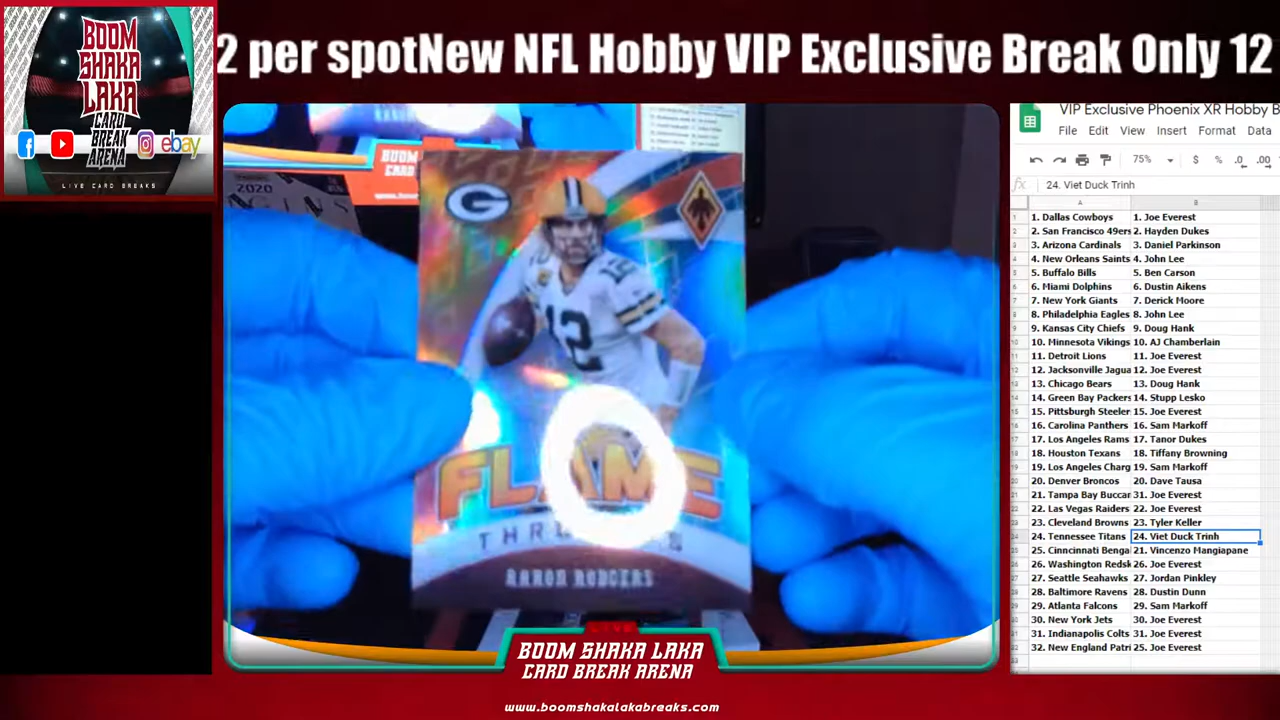 BOOM
SHAKA
LAKA
CARD
BREAK
ARENA
ebay
LIVE CARD BREAKS
2 per spotNew NFL Hobby VIP Exclusive Break Only 12
2020
G
12
FLAME
AARON RODGERS
BOOM SHAKA LAKA
CARD BREAK ARENA
www.boomshakalakabreaks.com
VIP Exclusive Phoenix XR Hobby B
File Edit View Insert Format Data
75% $ % .0 .00
fx 24. Viet Duck Trinh
A B
1. Dallas Cowboys 1. Joe Everest
2. San Francisco 49ers 2. Hayden Dukes
3. Arizona Cardinals 3. Daniel Parkinson
4. New Orleans Saints 4. John Lee
5. Buffalo Bills 5. Ben Carson
6. Miami Dolphins 6. Dustin Aikens
7. New York Giants 7. Derick Moore
8. Philadelphia Eagles 8. John Lee
9. Kansas City Chiefs 9. Doug Hank
10. Minnesota Vikings 10. AJ Chamberlain
11. Detroit Lions 11. Joe Everest
12. Jacksonville Jagua 12. Joe Everest
13. Chicago Bears 13. Doug Hank
14. Green Bay Packers 14. Stupp Lesko
15. Pittsburgh Steeler 15. Joe Everest
16. Carolina Panthers 16. Sam Markoff
17. Los Angeles Rams 17. Tanor Dukes
18. Houston Texans 18. Tiffany Browning
19. Los Angeles Charg 19. Sam Markoff
20. Denver Broncos 20. Dave Tausa
21. Tampa Bay Buccan 31. Joe Everest
22. Las Vegas Raiders 22. Joe Everest
23. Cleveland Browns 23. Tyler Keller
24. Tennessee Titans 24. Viet Duck Trinh
25. Cinncinnati Benga 21. Vincenzo Mangiapane
26. Washington Redsk 26. Joe Everest
27. Seattle Seahawks 27. Jordan Pinkley
28. Baltimore Ravens 28. Dustin Dunn
29. Atlanta Falcons 29. Sam Markoff
30. New York Jets 30. Joe Everest
31. Indianapolis Colts 31. Joe Everest
32. New England Patri 25. Joe Everest